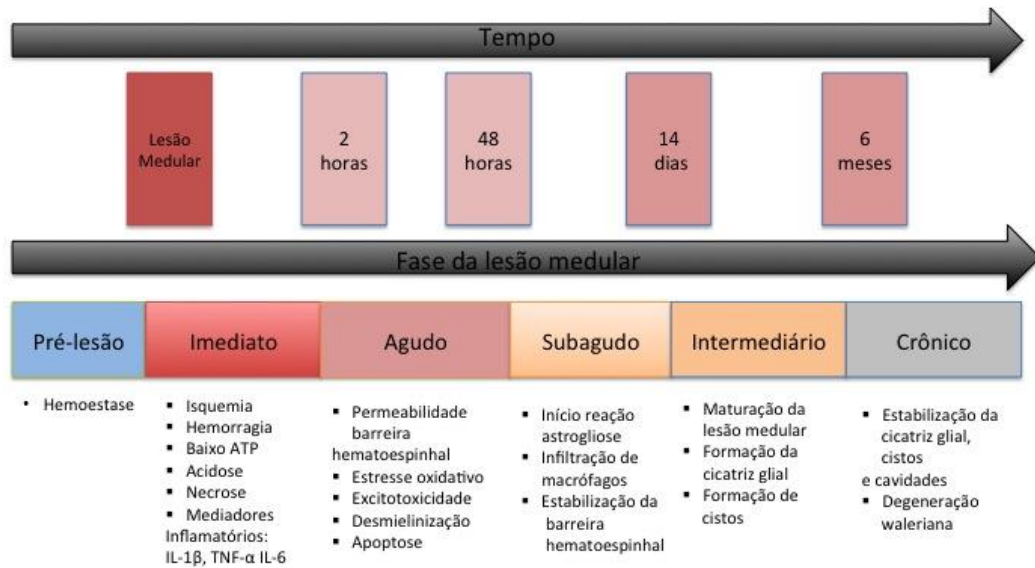 Tempo
Lesão
Medular
2
horas
48
horas
14
dias
6
meses
Fase da lesão medular
Pré-lesão
Imediato
Agudo
Subagudo
Intermediário
Crônico
• Hemoestase
▪ Isquemia
▪ Hemorragia
▪ Baixo ATP
▪ Acidose
▪ Necrose
▪ Mediadores
Inflamatórios:
IL-1β, TNF-α IL-6
▪ Permeabilidade
barreira
hematoespinhal
▪ Estresse oxidativo
▪ Excitotoxicidade
▪ Desmielinização
▪ Apoptose
▪ Início reação
astrogliose
▪ Infiltração de
macrófagos
▪ Estabilização da
barreira
hematoespinhal
▪ Maturação da
lesão medular
▪ Formação da
cicatriz glial
▪ Formação de
cistos
▪ Estabilização da
cicatriz glial,
cistos
e cavidades
▪ Degeneração
waleriana